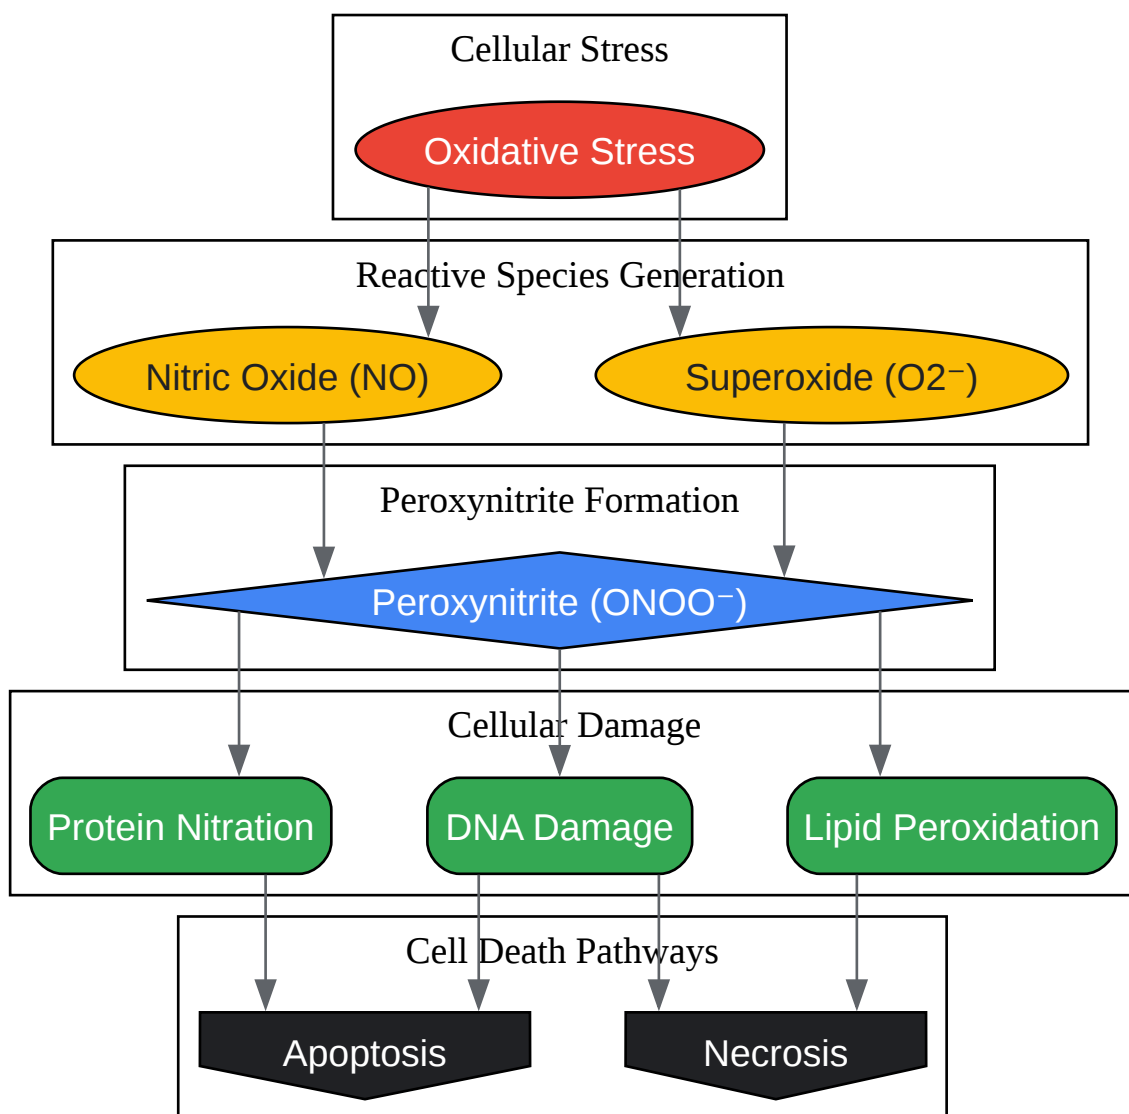 Cellular Stress
Oxidative Stress
Reactive Species Generation
Nitric Oxide (NO)
Superoxide (O2⁻)
Peroxynitrite Formation
Peroxynitrite (ONOO⁻)
Cellular Damage
Protein Nitration
DNA Damage
Lipid Peroxidation
Cell Death Pathways
Apoptosis
Necrosis